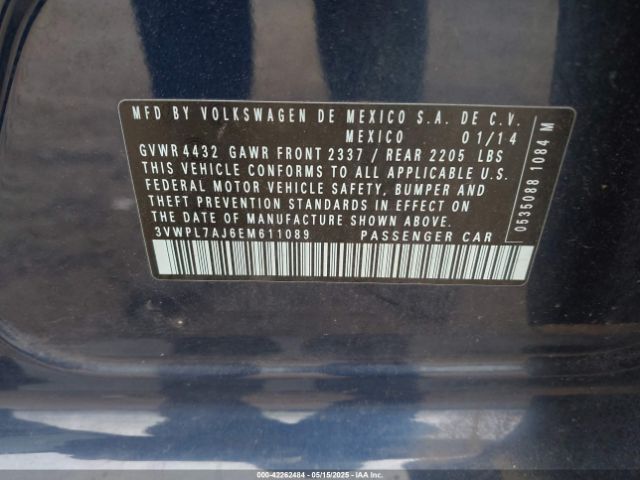 MFD BY VOLKSWAGEN DE MEXICO S.A. DE C.V.
MEXICO 01/14
GVWR 4432 GAWR FRONT 2337 / REAR 2205 LBS
THIS VEHICLE CONFORMS TO ALL APPLICABLE U.S.
FEDERAL MOTOR VEHICLE SAFETY, BUMPER AND
THEFT PREVENTION STANDARDS IN EFFECT ON
THE DATE OF MANUFACTURE SHOWN ABOVE.
3VWPL7AJ6EM611089 PASSENGER CAR
0535088 1084 M
000-42262484 - 05/15/2025 - IAA Inc.